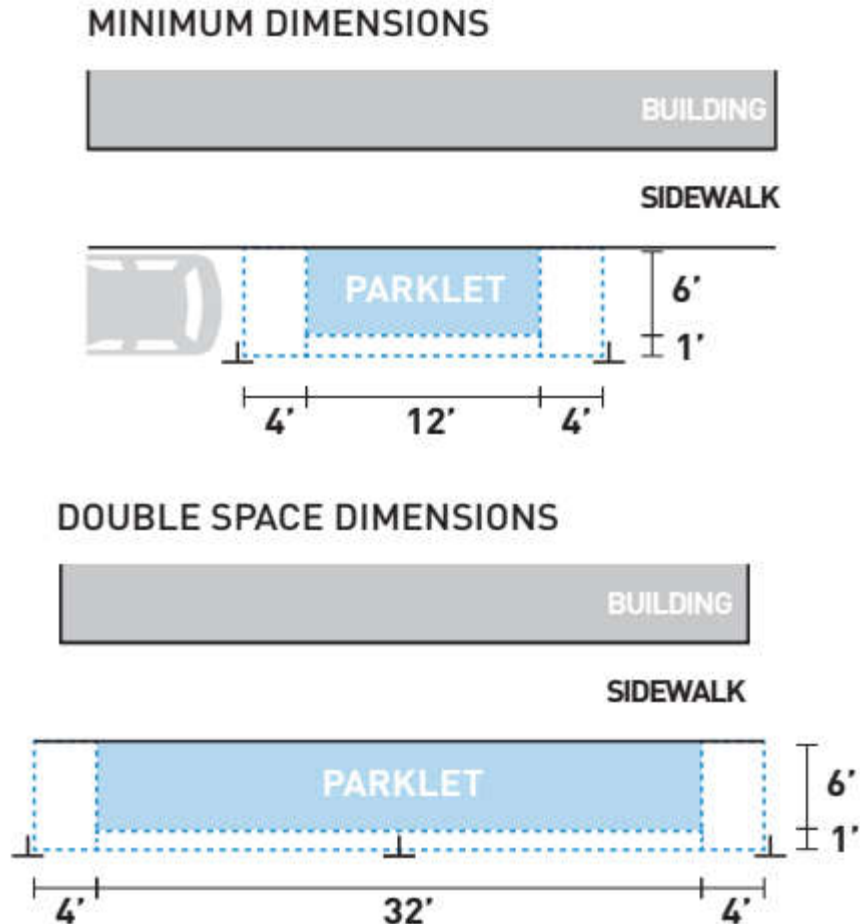 MINIMUM DIMENSIONS
BUILDING
SIDEWALK
PARKLET
6’
1’
4’ 12’ 4’
DOUBLE SPACE DIMENSIONS
BUILDING
SIDEWALK
PARKLET
6’
1’
4’ 32’ 4’